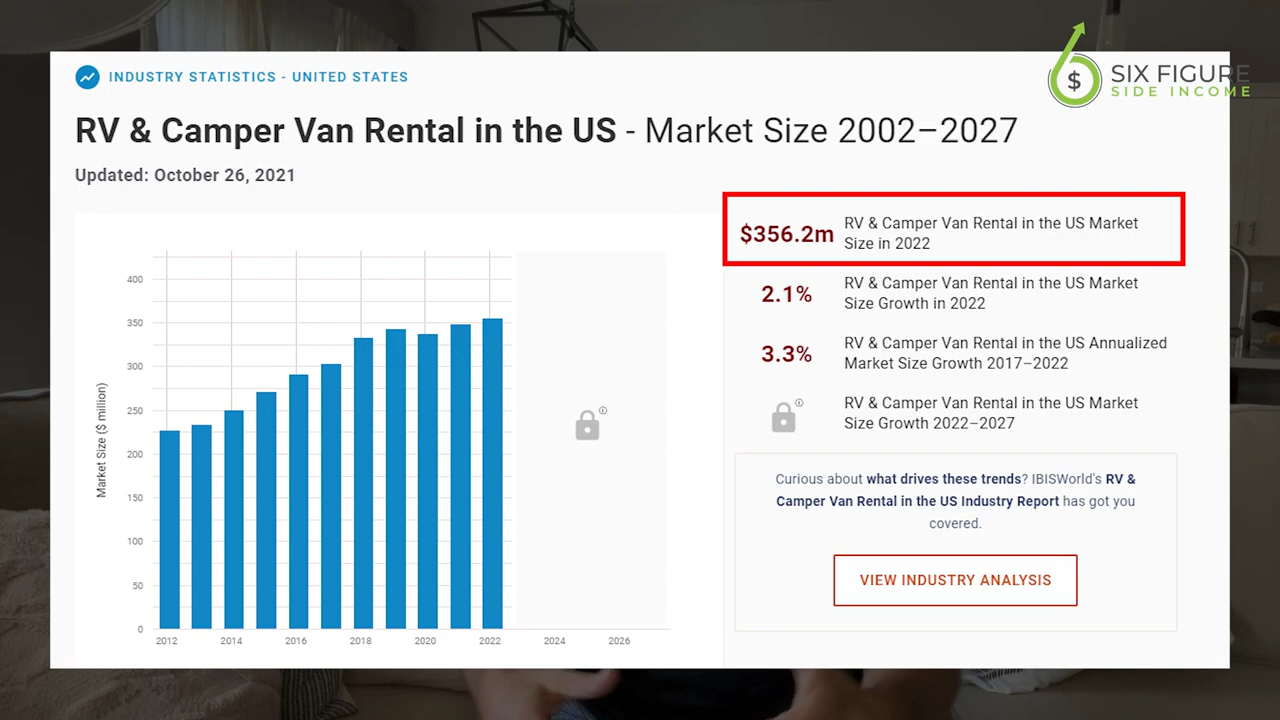 INDUSTRY STATISTICS - UNITED STATES
SIX FIGURE
SIDE INCOME
$
RV & Camper Van Rental in the US - Market Size 2002–2027
Updated: October 26, 2021
$356.2m
RV & Camper Van Rental in the US Market
Size in 2022
2.1%
RV & Camper Van Rental in the US Market
Size Growth in 2022
3.3%
RV & Camper Van Rental in the US Annualized
Market Size Growth 2017–2022
RV & Camper Van Rental in the US Market
Size Growth 2022–2027
Market Size ($ million)
400
350
300
250
200
150
100
50
0
2012
2014
2016
2018
2020
2022
2024
2026
Curious about what drives these trends? IBISWorld's RV &
Camper Van Rental in the US Industry Report has got you
covered.
VIEW INDUSTRY ANALYSIS